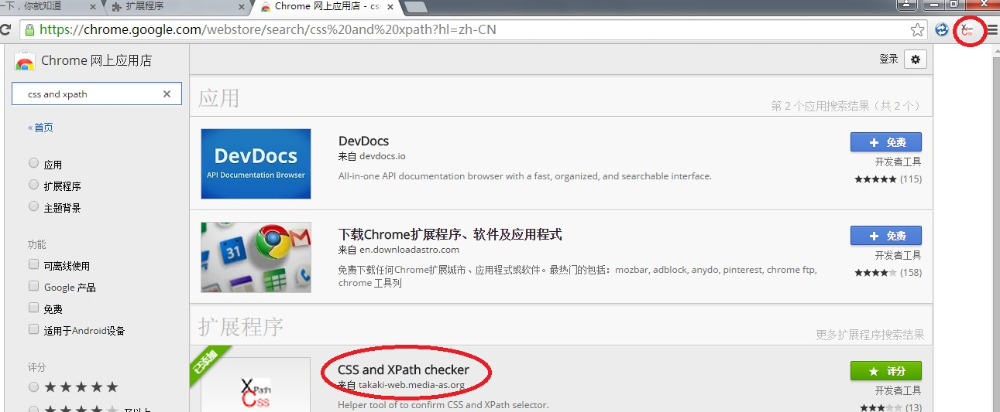 一下，你就知道
扩展程序
Chrome 网上应用店 - cs
https://chrome.google.com/webstore/search/css%20and%20xpath?hl=zh-CN
XPath
Css
Chrome 网上应用店
登录
css and xpath
«首页
应用
扩展程序
主题背景
功能
可离线使用
Google 产品
免费
适用于Android设备
评分
及以上
应用
第 2 个应用搜索结果（共 2 个）
DevDocs
API Documentation Browser
DevDocs
来自 devdocs.io
All-in-one API documentation browser with a fast, organized, and searchable interface.
免费
开发者工具
(115)
31
下载Chrome扩展程序、软件及应用程式
来自 en.downloadastro.com
免费下载任何Chrome扩展城市、应用程式或软件。最热门的包括：mozbar, adblock, anydo, pinterest, chrome ftp,
chrome 工具列
免费
开发者工具
(158)
扩展程序
更多扩展程序搜索结果
已添加
XPath
Css
CSS and XPath checker
来自 takaki-web.media-as.org
Helper tool of to confirm CSS and XPath selector.
评分
开发者工具
(13)